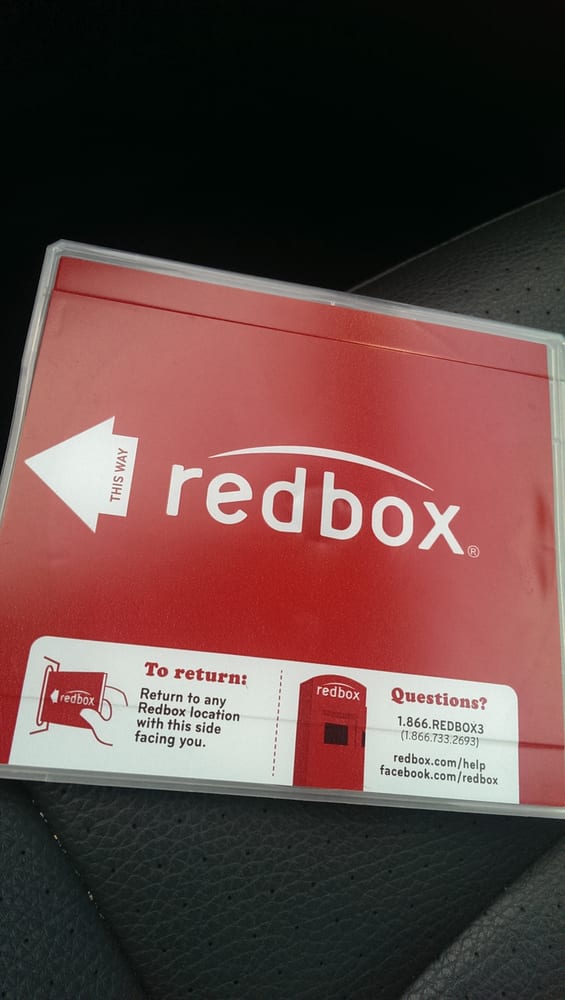 THIS WAY
redbox®
redbox
To return:
Return to any
Redbox location
with this side
facing you.
redbox
Questions?
1.866.REDBOX3
(1.866.733.2693)
redbox.com/help
facebook.com/redbox